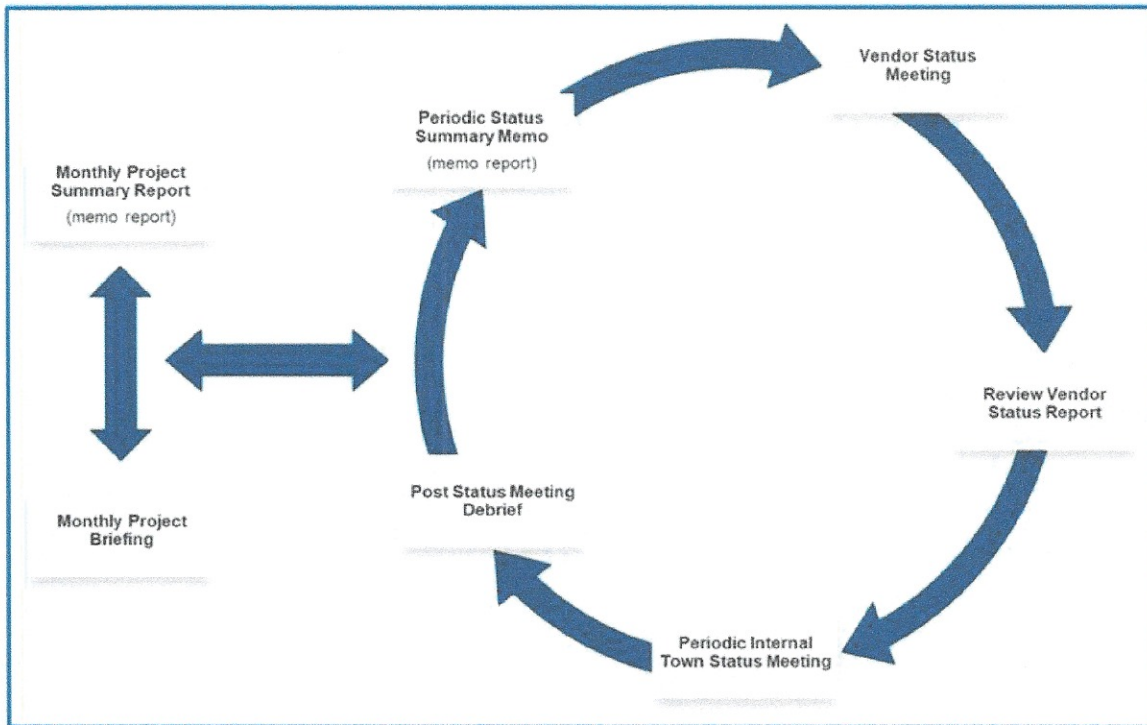 Vendor Status
Meeting
Periodic Status
Summary Memo
(memo report)
Monthly Project
Summary Report
(memo report)
Review Vendor
Status Report
Post Status Meeting
Debrief
Monthly Project
Briefing
Periodic Internal
Town Status Meeting